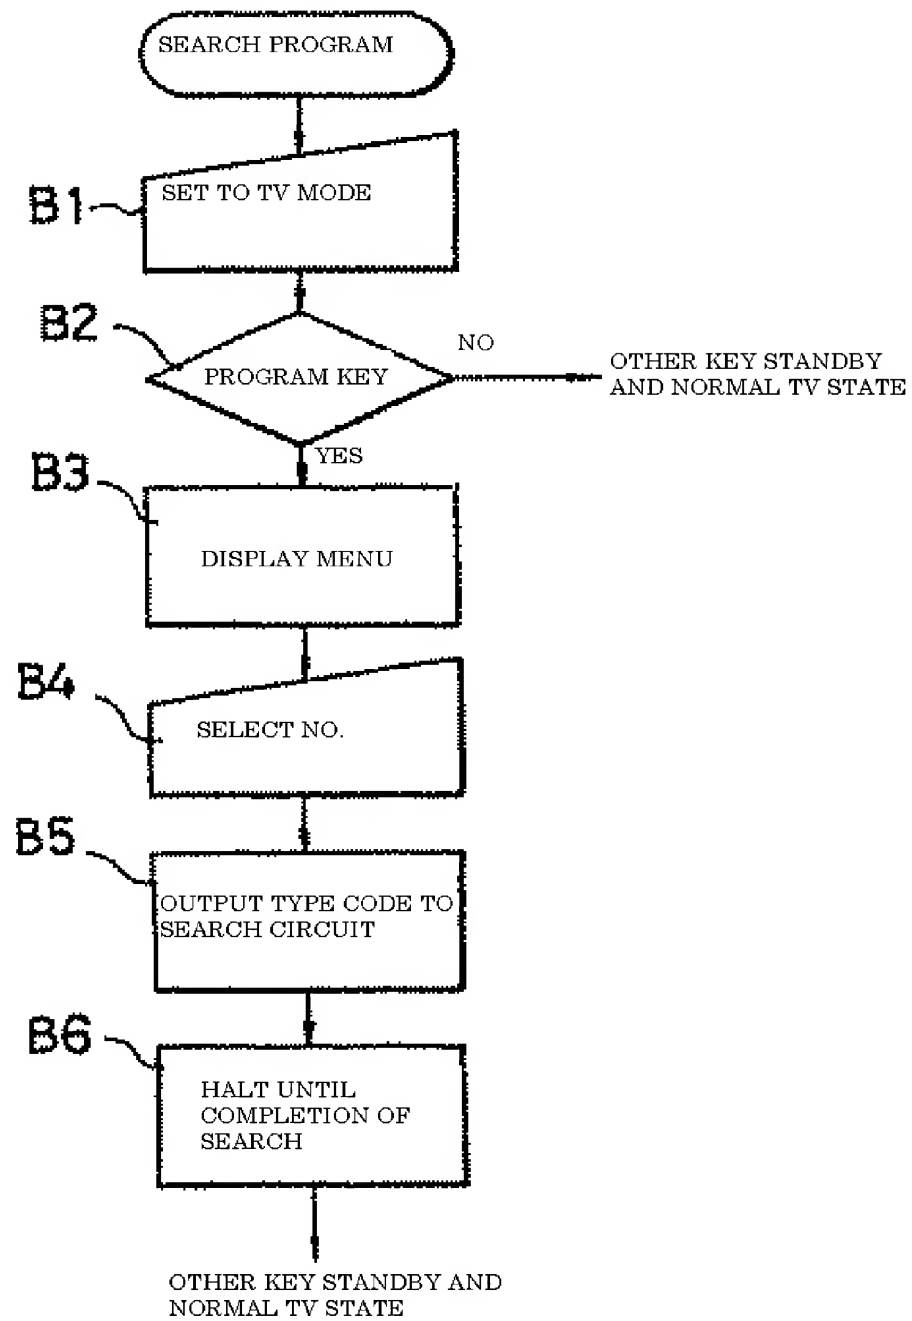 SEARCH PROGRAM
B1
SET TO TV MODE
B2
PROGRAM KEY
NO
OTHER KEY STANDBY
AND NORMAL TV STATE
YES
B3
DISPLAY MENU
B4
SELECT NO.
B5
OUTPUT TYPE CODE TO
SEARCH CIRCUIT
B6
HALT UNTIL
COMPLETION OF
SEARCH
OTHER KEY STANDBY AND
NORMAL TV STATE